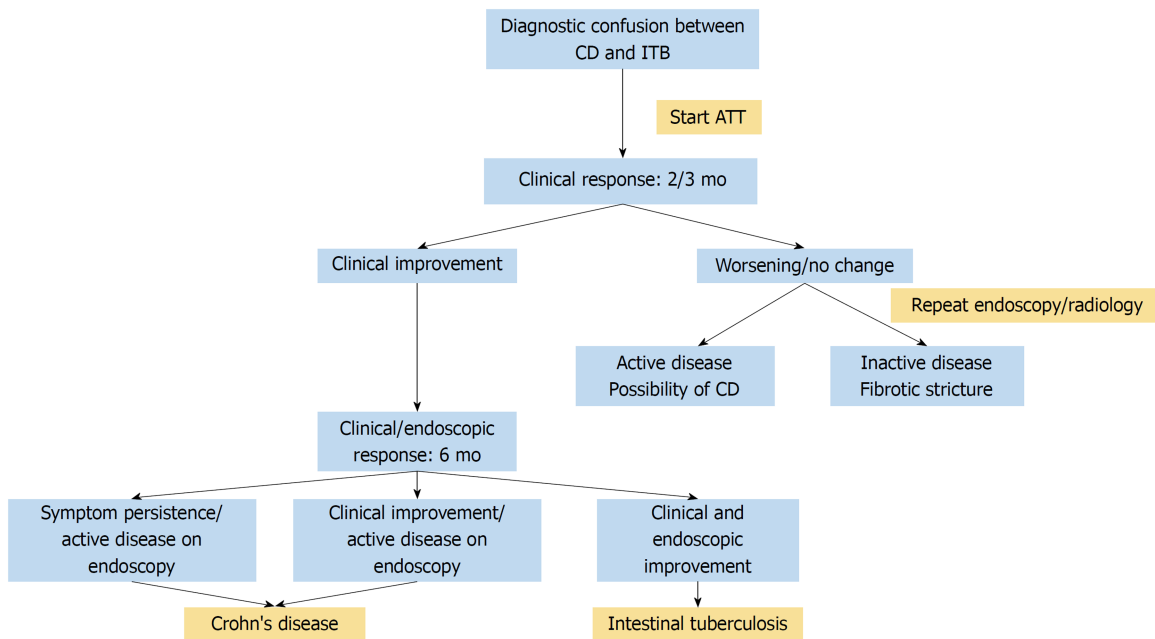 Diagnostic confusion between
CD and ITB
Start ATT
Clinical response: 2/3 mo
Clinical improvement
Worsening/no change
Repeat endoscopy/radiology
Active disease
Possibility of CD
Inactive disease
Fibrotic stricture
Clinical/endoscopic
response: 6 mo
Symptom persistence/
active disease on
endoscopy
Clinical improvement/
active disease on
endoscopy
Clinical and
endoscopic
improvement
Crohn's disease
Intestinal tuberculosis